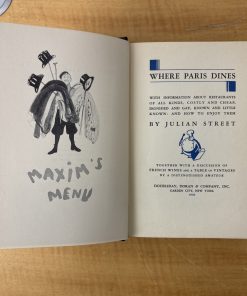 MAXIM'S
MENU
WHERE PARIS DINES
WITH INFORMATION ABOUT RESTAURANTS
OF ALL KINDS, COSTLY AND CHEAP,
DIGNIFIED AND GAY, KNOWN AND LITTLE
KNOWN: AND HOW TO ENJOY THEM
BY JULIAN STREET
TOGETHER WITH A DISCUSSION OF
FRENCH WINES AND A TABLE OF VINTAGES
BY A DISTINGUISHED AMATEUR
DOUBLEDAY, DORAN & COMPANY, INC.
GARDEN CITY, NEW YORK